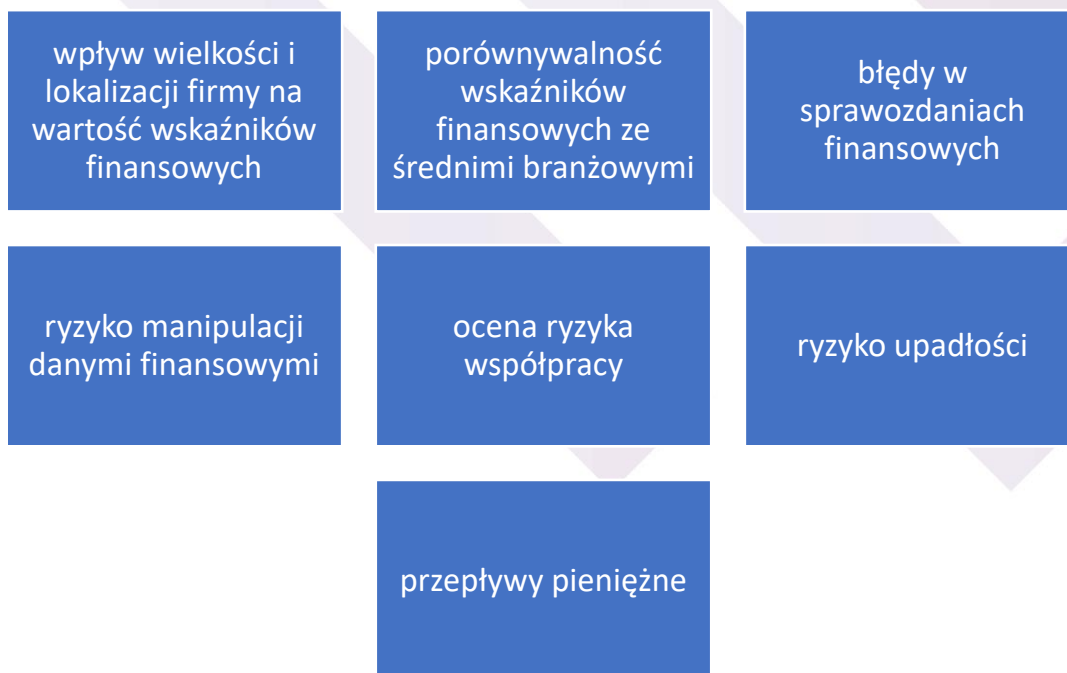 wpływ wielkości i
lokalizacji firmy na
wartość wskaźników
finansowych
porównywalność
wskaźników
finansowych ze
średnimi branżowymi
błędy w
sprawozdaniach
finansowych
ryzyko manipulacji
danymi finansowymi
ocena ryzyka
współpracy
ryzyko upadłości
przepływy pieniężne